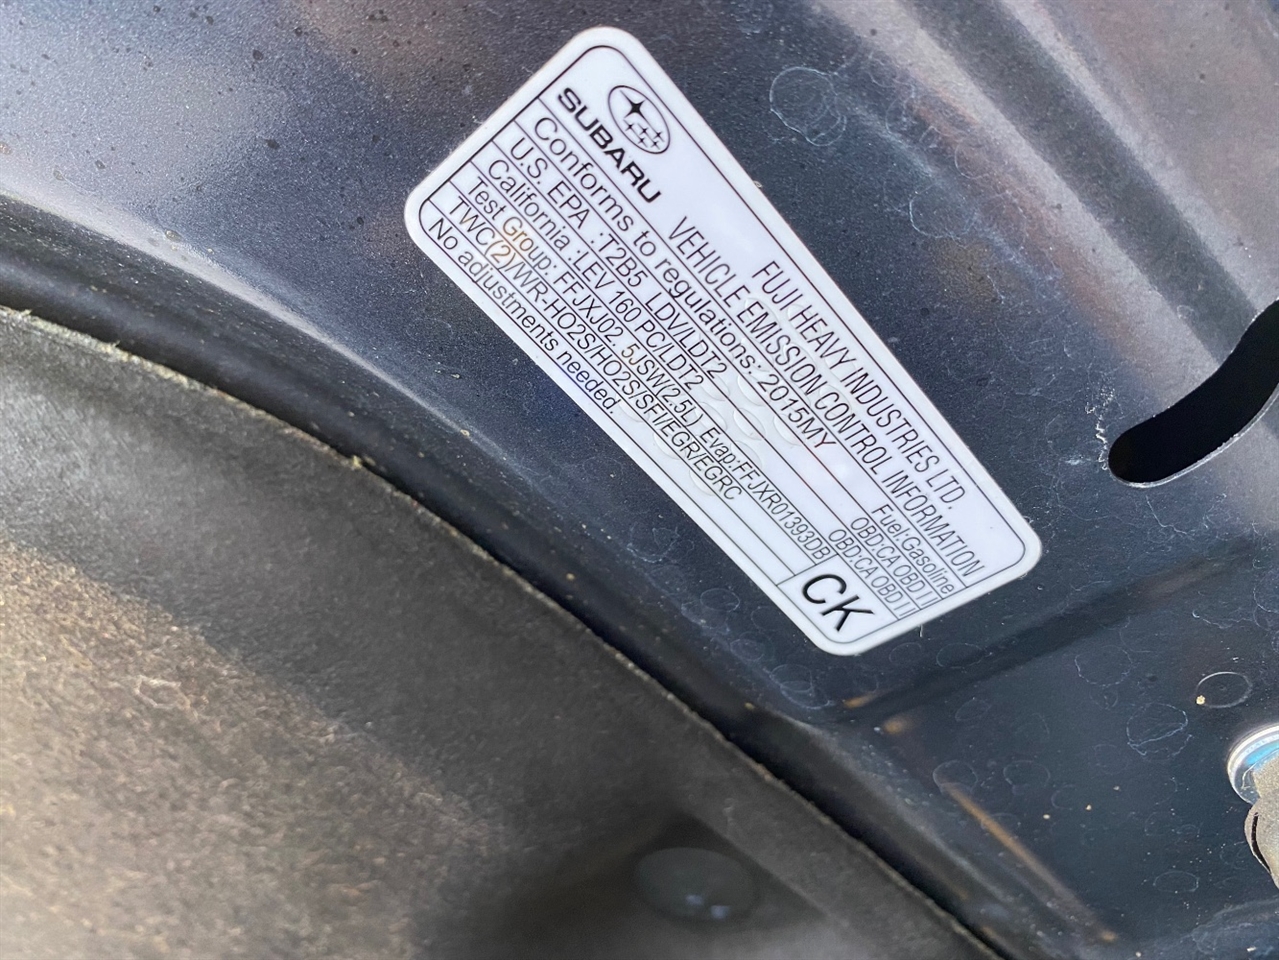 SUBARU
FUJI HEAVY INDUSTRIES LTD.
VEHICLE EMISSION CONTROL INFORMATION
Conforms to regulations: 2015MY Fuel:Gasoline
U.S. EPA :T2B5 LDV/LDT2 OBD:CA OBD II
California :LEV 160 PC/LDT2 OBD:CA OBD II
Test Group: FFJXJ02.5JSW(2.5L) Evap:FFJXR01393DBI
TWC(2)/WR-HO2S/HO2S/SFI/EGR/EGRC
No adjustments needed.
CK